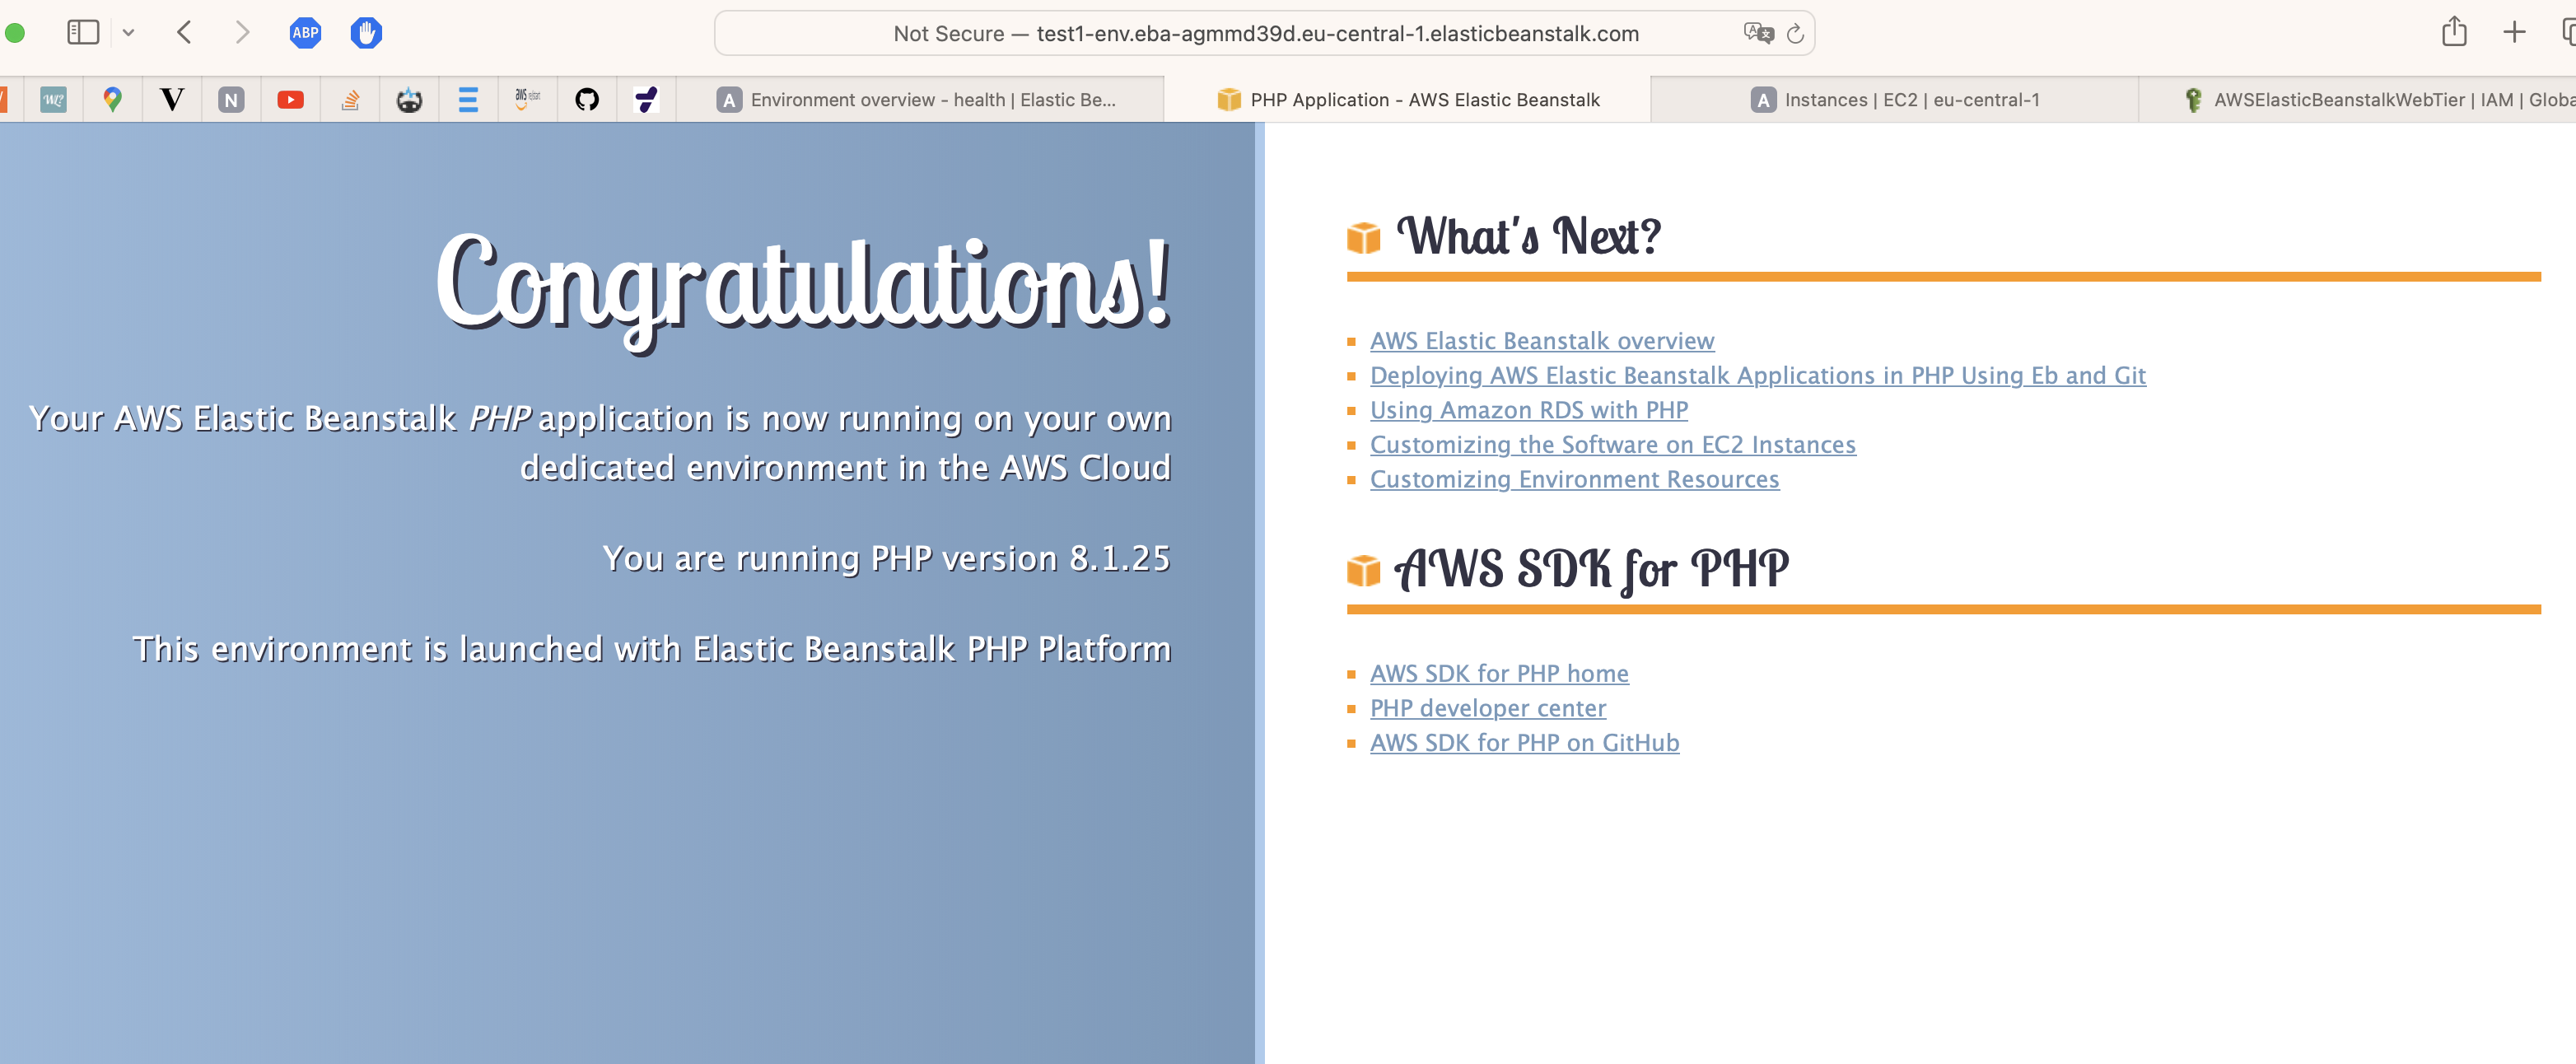 ABP
Not Secure — test1-env.eba-agmmd39d.eu-central-1.elasticbeanstalk.com
WL?
V
N
aws
A Environment overview - health | Elastic Be...
PHP Application - AWS Elastic Beanstalk
A Instances | EC2 | eu-central-1
AWSElasticBeanstalkWebTier | IAM | Globa
Congratulations!
Your AWS Elastic Beanstalk PHP application is now running on your own
dedicated environment in the AWS Cloud
You are running PHP version 8.1.25
This environment is launched with Elastic Beanstalk PHP Platform
What's Next?
AWS Elastic Beanstalk overview
Deploying AWS Elastic Beanstalk Applications in PHP Using Eb and Git
Using Amazon RDS with PHP
Customizing the Software on EC2 Instances
Customizing Environment Resources
AWS SDK for PHP
AWS SDK for PHP home
PHP developer center
AWS SDK for PHP on GitHub